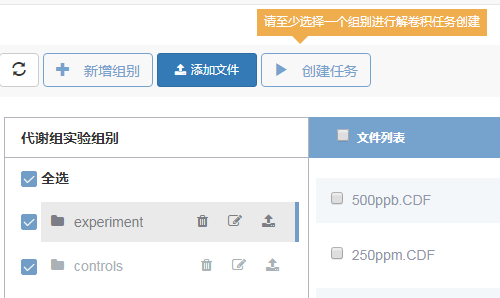 请至少选择一个组别进行解卷积任务创建
新增组别 添加文件 创建任务
代谢组实验组别 文件列表
全选
500ppb.CDF
experiment
250ppm.CDF
controls